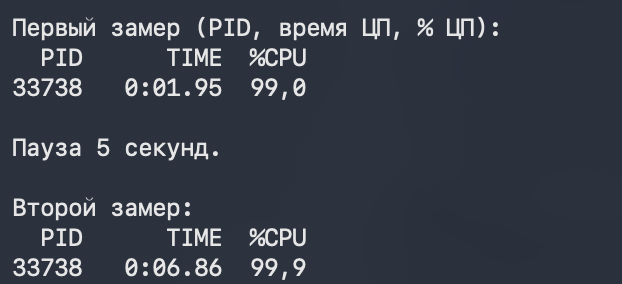 Первый замер (PID, время ЦП, % ЦП):
PID TIME %CPU
33738 0:01.95 99,0
Пауза 5 секунд.
Второй замер:
PID TIME %CPU
33738 0:06.86 99,9